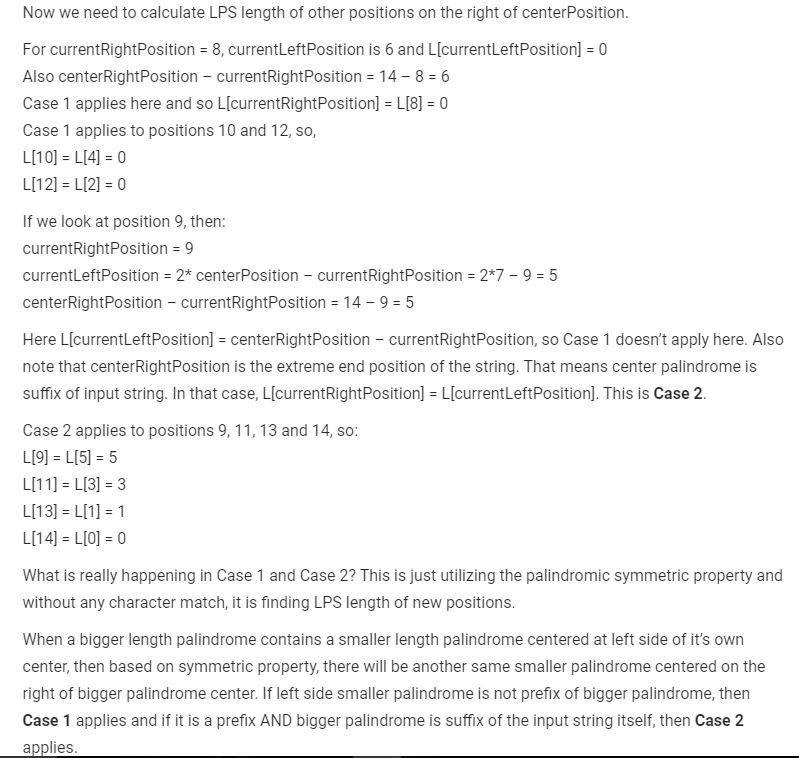 Now we need to calculate LPS length of other positions on the right of centerPosition.
For currentRightPosition = 8, currentLeftPosition is 6 and L[currentLeftPosition] = 0
Also centerRightPosition – currentRightPosition = 14 – 8 = 6
Case 1 applies here and so L[currentRightPosition] = L[8] = 0
Case 1 applies to positions 10 and 12, so,
L[10] = L[4] = 0
L[12] = L[2] = 0
If we look at position 9, then:
currentRightPosition = 9
currentLeftPosition = 2* centerPosition – currentRightPosition = 2*7 – 9 = 5
centerRightPosition – currentRightPosition = 14 – 9 = 5
Here L[currentLeftPosition] = centerRightPosition – currentRightPosition, so Case 1 doesn’t apply here. Also
note that centerRightPosition is the extreme end position of the string. That means center palindrome is
suffix of input string. In that case, L[currentRightPosition] = L[currentLeftPosition]. This is Case 2.
Case 2 applies to positions 9, 11, 13 and 14, so:
L[9] = L[5] = 5
L[11] = L[3] = 3
L[13] = L[1] = 1
L[14] = L[0] = 0
What is really happening in Case 1 and Case 2? This is just utilizing the palindromic symmetric property and
without any character match, it is finding LPS length of new positions.
When a bigger length palindrome contains a smaller length palindrome centered at left side of it’s own
center, then based on symmetric property, there will be another same smaller palindrome centered on the
right of bigger palindrome center. If left side smaller palindrome is not prefix of bigger palindrome, then
Case 1 applies and if it is a prefix AND bigger palindrome is suffix of the input string itself, then Case 2
applies.